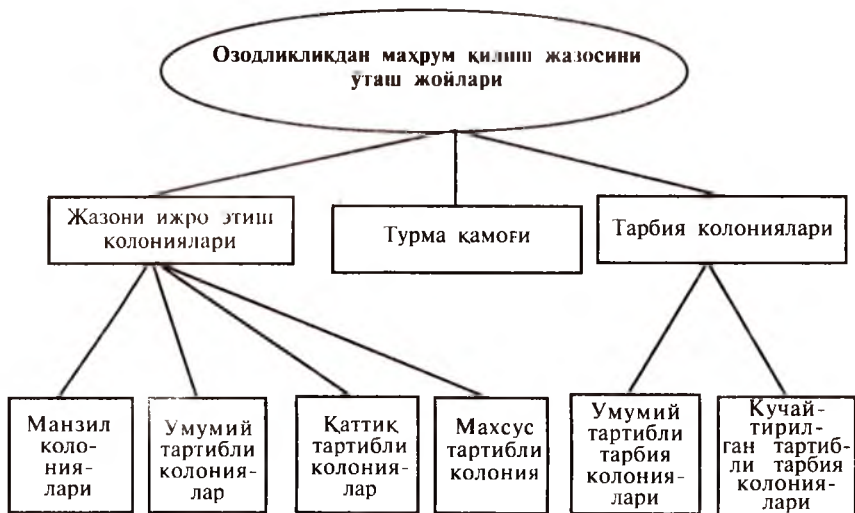 Озодликликдан маҳрум қилиш жазосини
ўташ жойлари
Жазони ижро этиш
колониялари
Турма қамоғи
Тарбия колониялари
Манзил
коло-
ния-
лари
Умумий
тартибли
колония-
лар
Қаттиқ
тартибли
колония-
лар
Махсус
тартибли
колония
Умумий
тартибли
тарбия
колония-
лари
Кучай-
тирил-
ган тартиб-
ли тарбия
колония-
лари